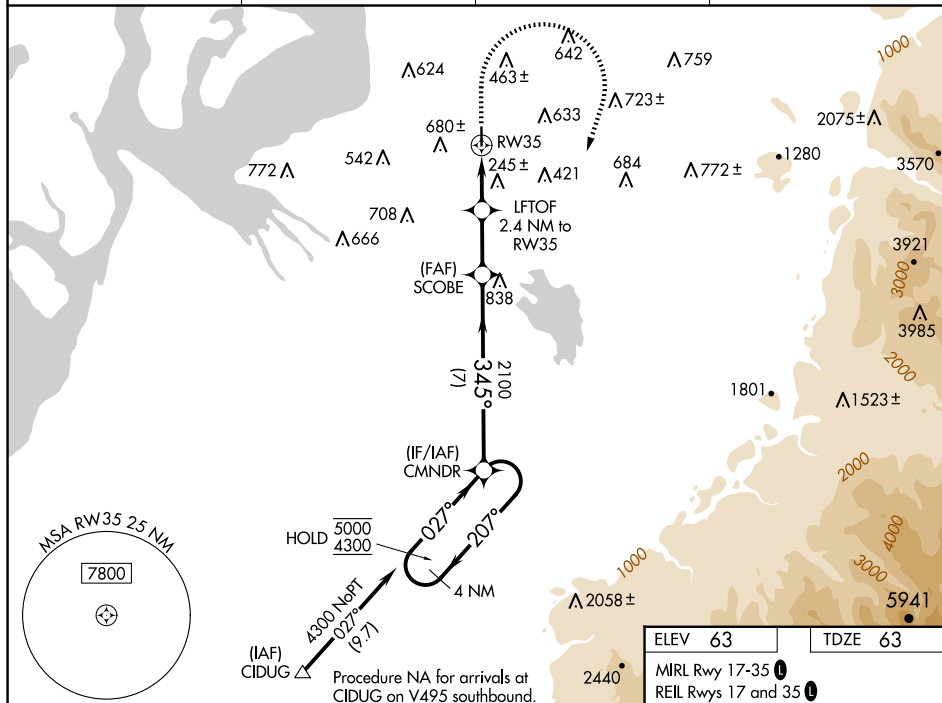 642
624
463±
759
1000
723±
633
2075±
680±
RW35
542
245±
421
684
772±
772
1280
3570
LFTOF
2.4 NM to
RW35
708
666
3921
3000
(FAF)
SCOBE
838
3985
2000
2100
345°
(7)
1801
1523±
(IF/IAF)
CMNDR
2000
027°
207°
HOLD 5000
4300
4 NM
4000
3000
1000
MSA RW35 25 NM
7800
2058±
5941
4300 NoPT
027°
(9.7)
(IAF)
CIDUG
Procedure NA for arrivals at
CIDUG on V495 southbound.
2440
ELEV 63 TDZE 63
MIRL Rwy 17-35 L
REIL Rwys 17 and 35 L